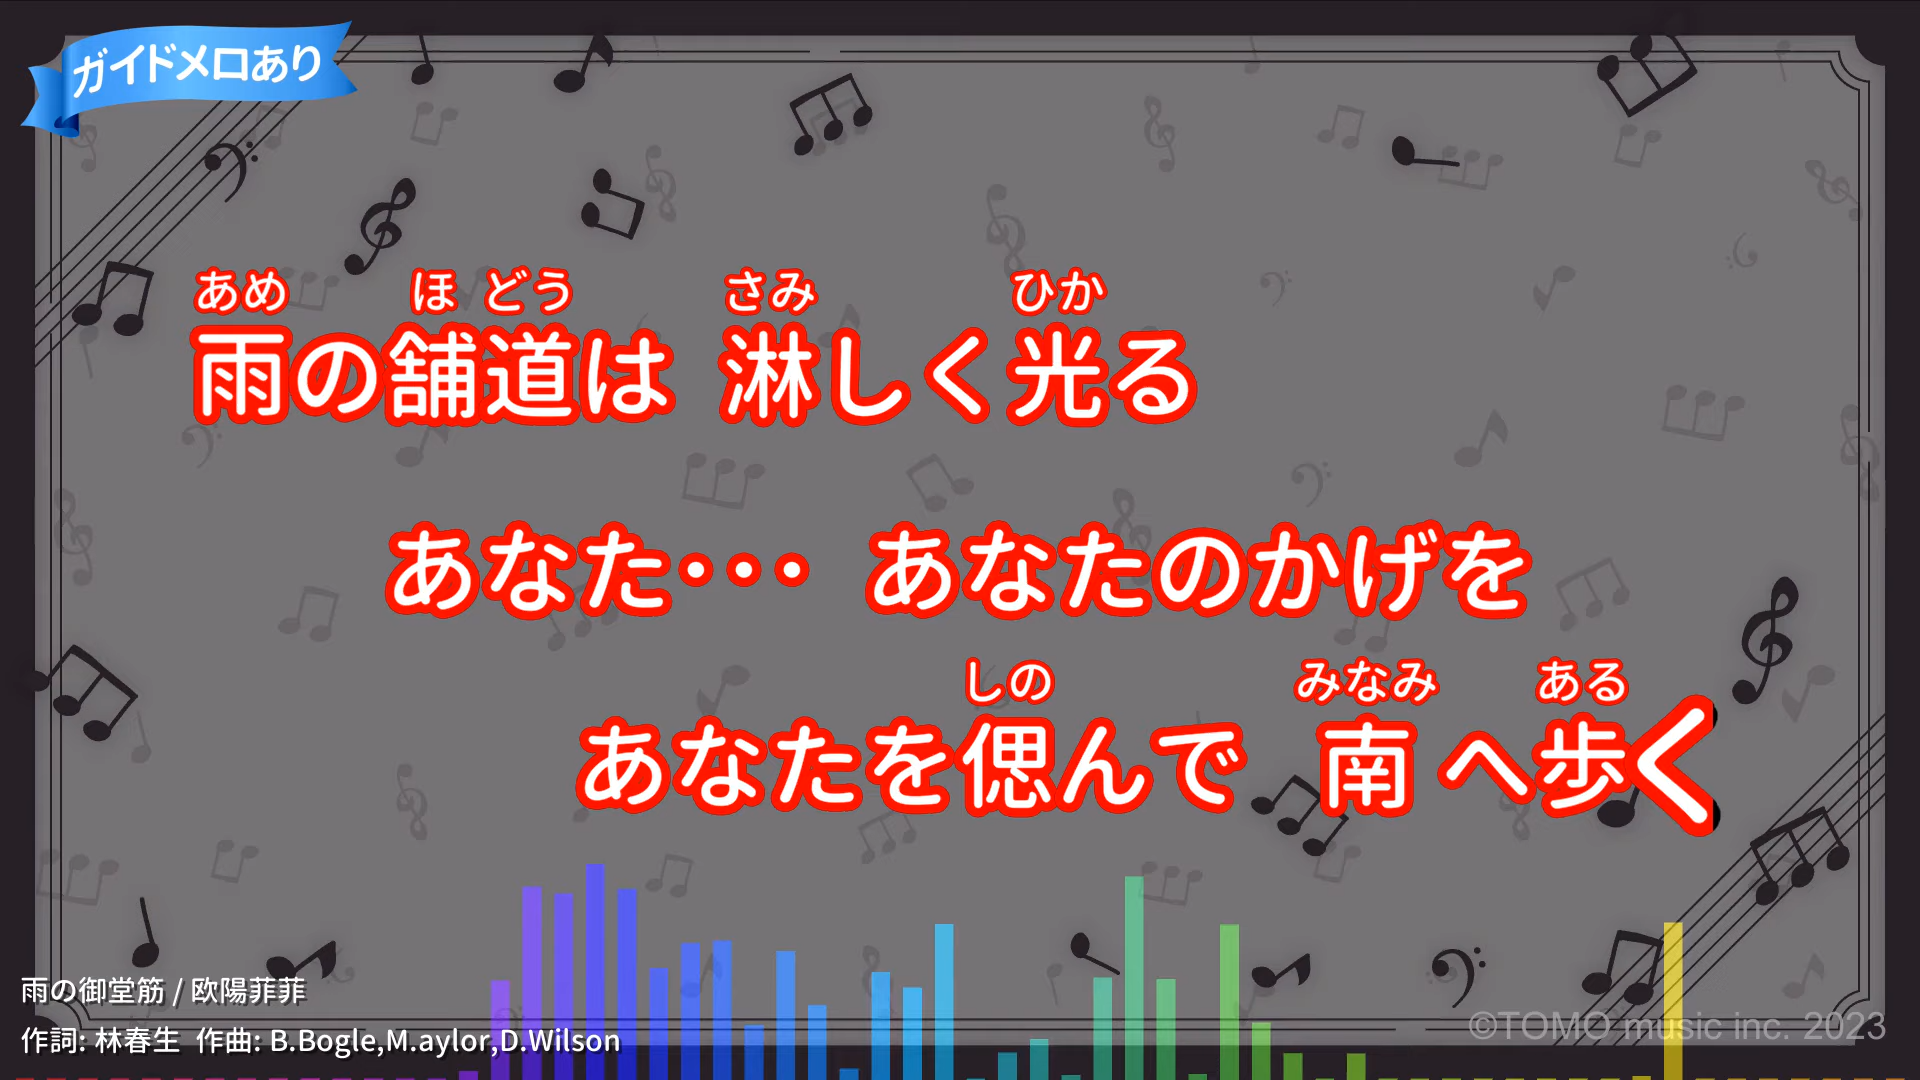 ガイドメロあり
あめ ほ どう さみ ひか
雨の舗道は 淋しく光る
あなた・・・ あなたのかげを
しの みなみ ある
あなたを偲んで 南へ歩く
雨の御堂筋 / 欧陽菲菲
作詞: 林春生 作曲: B.Bogle,M.aylor,D.Wilson
©TOMO music inc. 2023